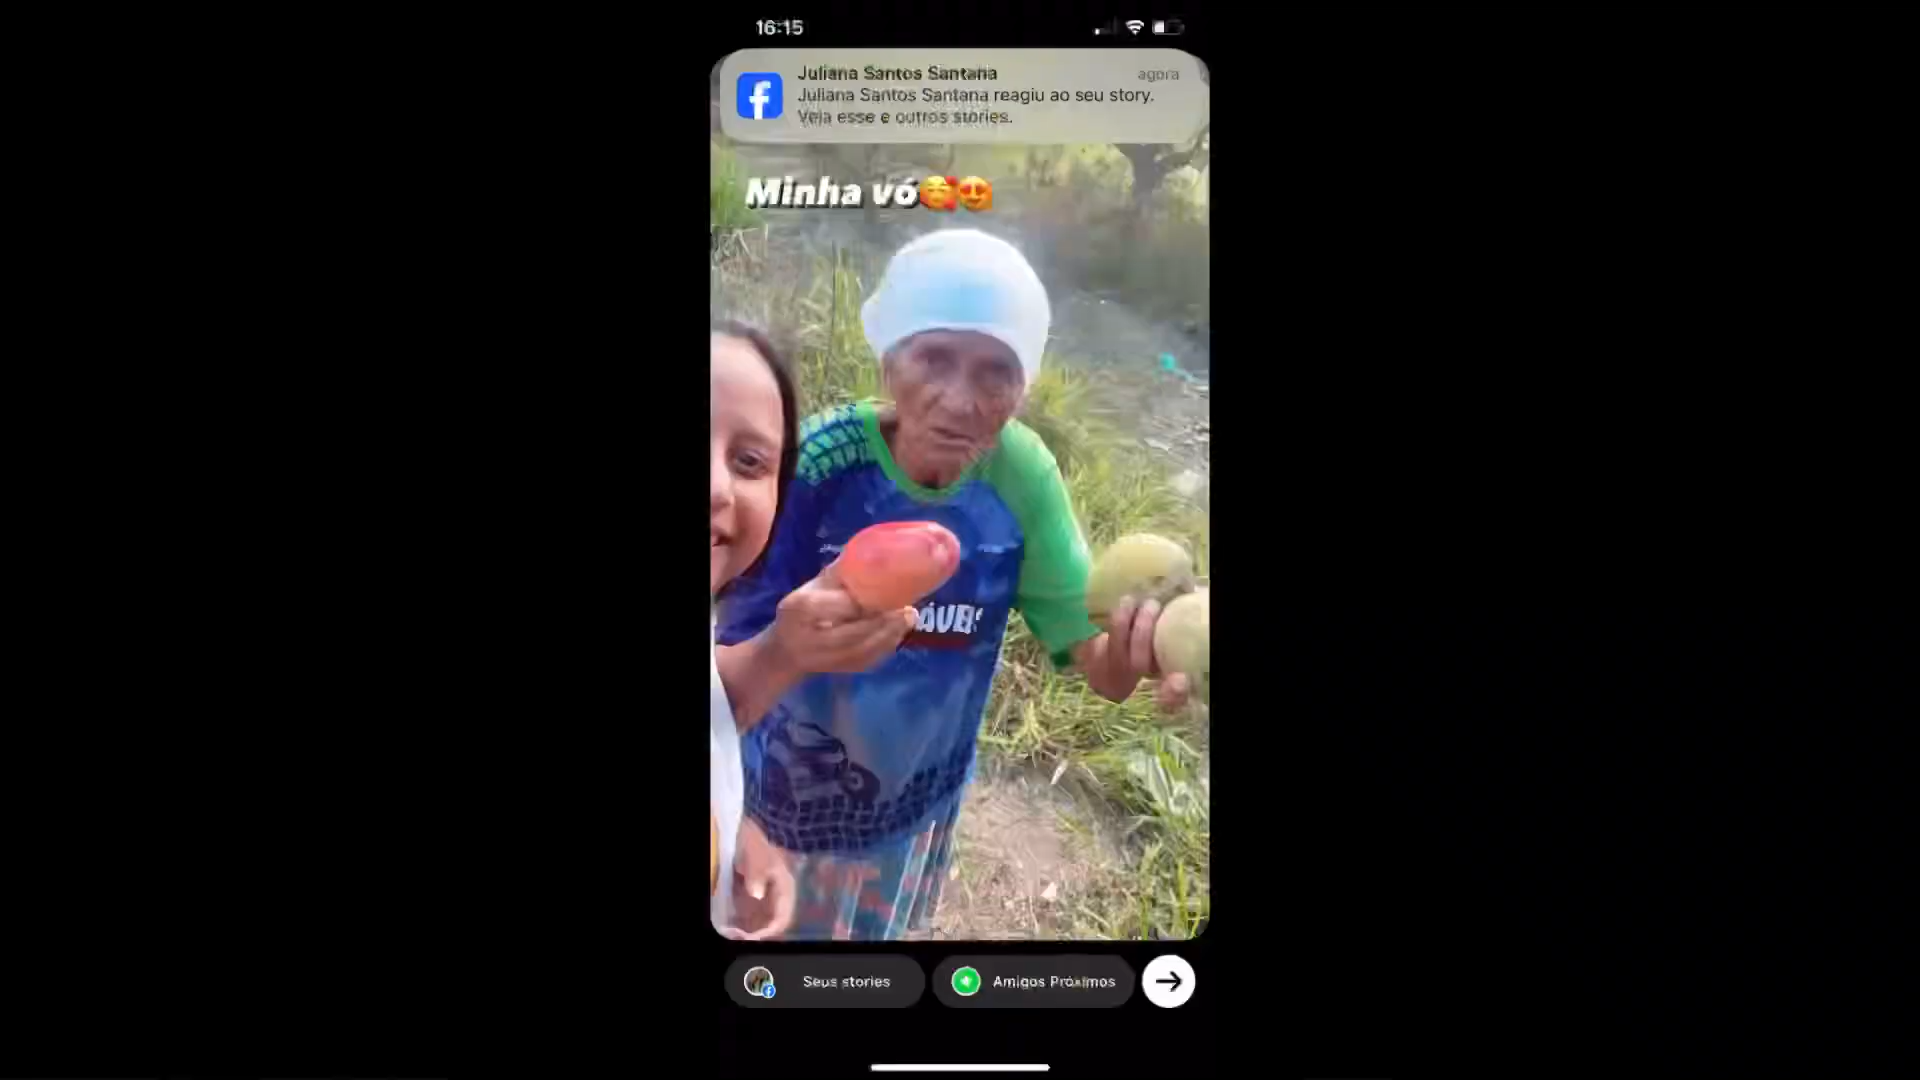 16:15
Juliana Santos Santana
agora
Juliana Santos Santana reagiu ao seu story.
Veja esse e outros stories.
Minha vó🥰😍
ÁVEI
Seus stories
Amigos Próximos